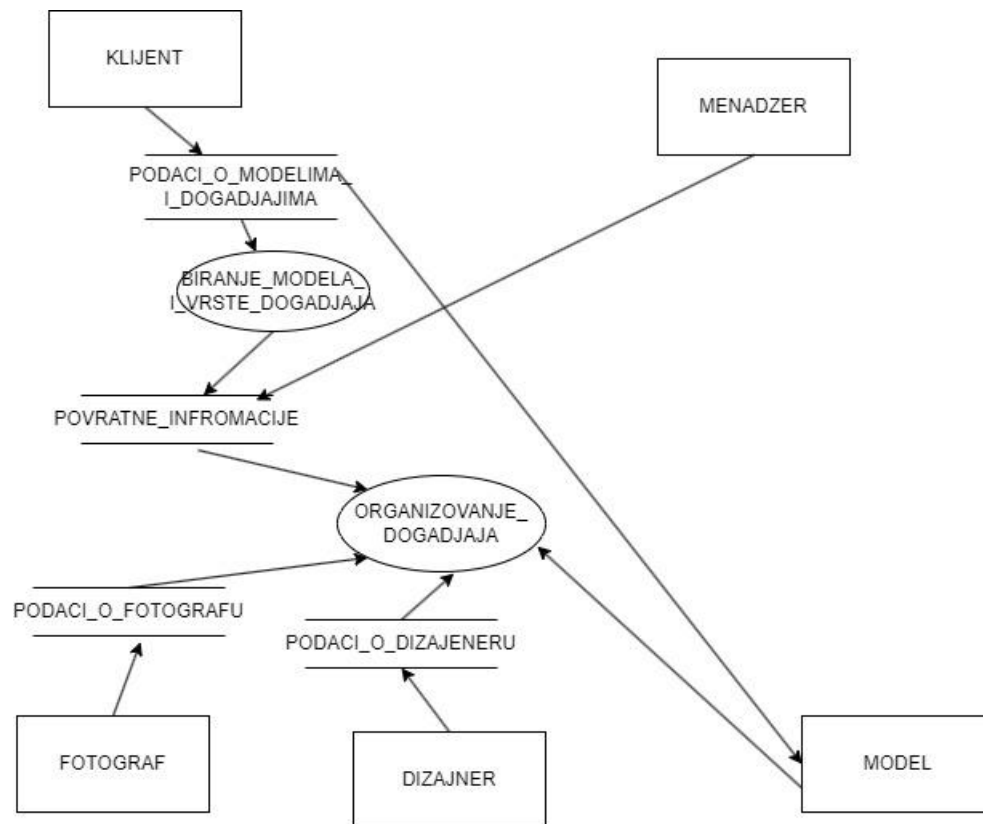 KLIJENT
MENADZER
PODACI_O_MODELIMA_
I_DOGADJAJIMA
BIRANJE_MODELA_
I_VRSTE_DOGADJAJA
POVRATNE_INFROMACIJE
ORGANIZOVANJE_
DOGADJAJA
PODACI_O_FOTOGRAFU
PODACI_O_DIZAJENERU
FOTOGRAF
DIZAJNER
MODEL